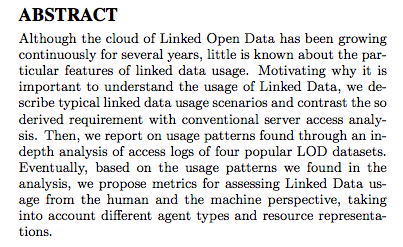 ABSTRACT
Although the cloud of Linked Open Data has been growing
continuously for several years, little is known about the par-
ticular features of linked data usage. Motivating why it is
important to understand the usage of Linked Data, we de-
scribe typical linked data usage scenarios and contrast the so
derived requirement with conventional server access analy-
sis. Then, we report on usage patterns found through an in-
depth analysis of access logs of four popular LOD datasets.
Eventually, based on the usage patterns we found in the
analysis, we propose metrics for assessing Linked Data us-
age from the human and the machine perspective, taking
into account different agent types and resource representa-
tions.